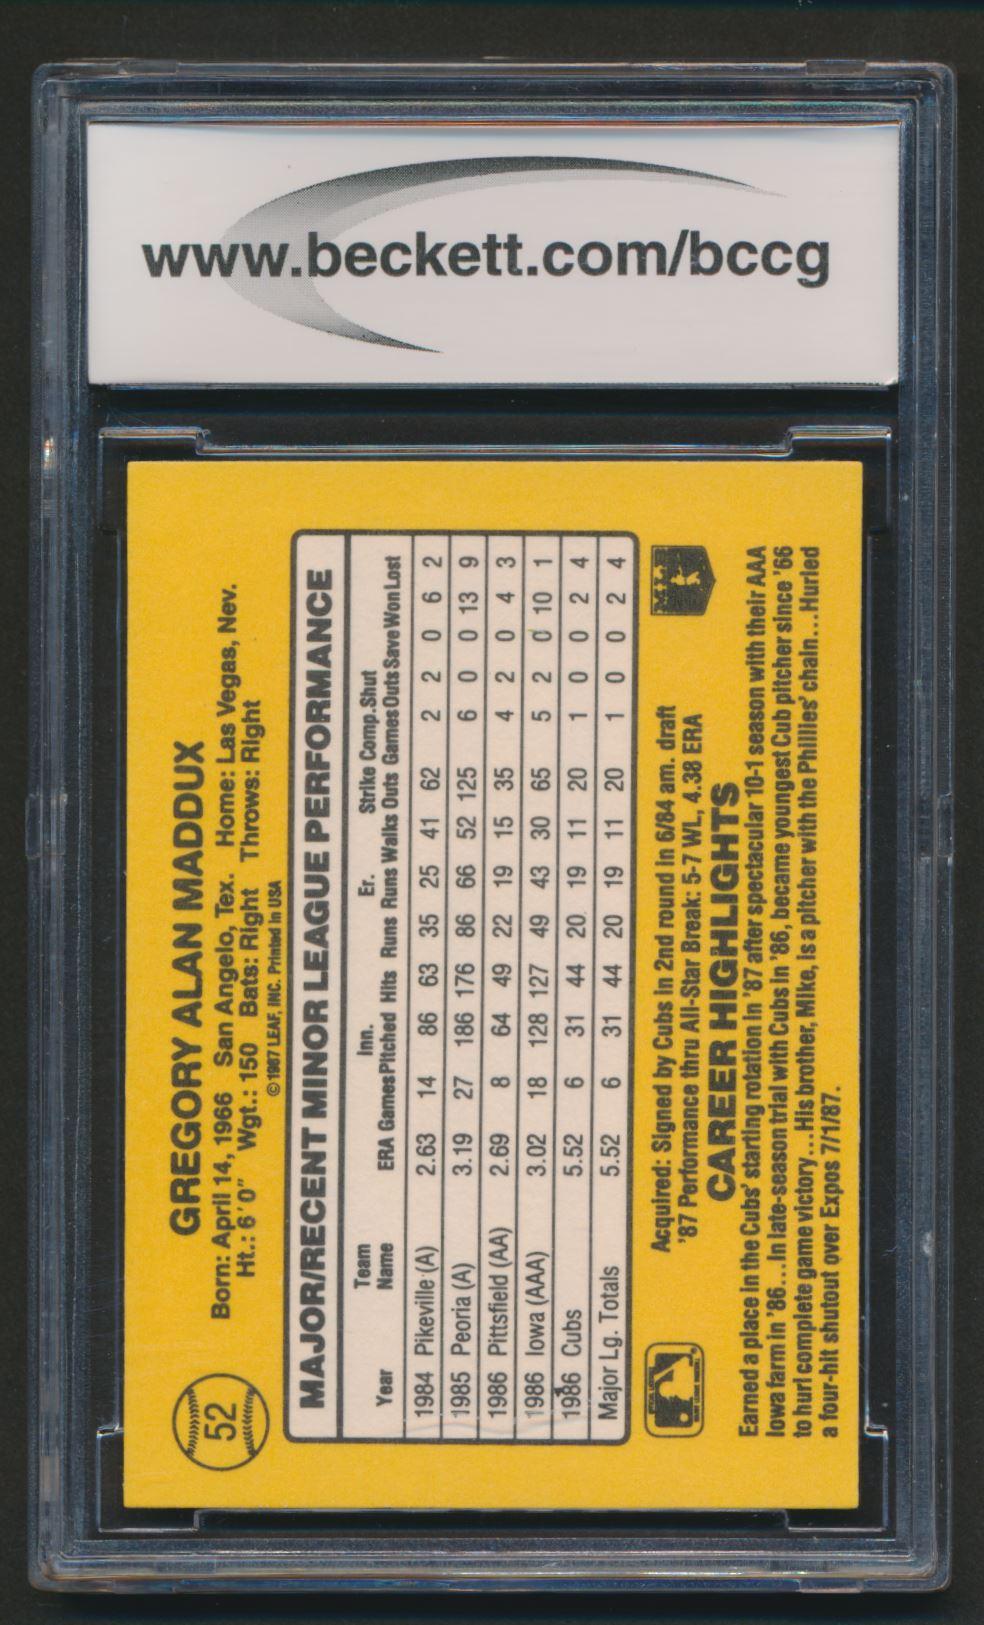 www.beckett.com/bccg
52
GREGORY ALAN MADDUX
Born: April 14, 1966 San Angelo, Tex. Home: Las Vegas, Nev.
Ht.: 6'0" Wgt.: 150 Bats: Right Throws: Right
©1987 LEAF, INC. Printed in USA
MAJOR/RECENT MINOR LEAGUE PERFORMANCE
Team Inn. Er. Strike Comp. Shut
Year Name ERA Games Pitched Hits Runs Runs Walks Outs Games Outs Save Won Lost
1984 Pikeville (A) 2.63 14 86 63 35 25 41 62 2 2 0 6 2
1985 Peoria (A) 3.19 27 186 176 86 66 52 125 6 0 0 13 9
1986 Pittsfield (AA) 2.69 8 64 49 22 19 15 35 4 2 0 4 3
1986 Iowa (AAA) 3.02 18 128 127 49 43 30 65 5 2 0 10 1
1986 Cubs 5.52 6 31 44 20 19 11 20 1 0 0 2 4
Major Lg. Totals 5.52 6 31 44 20 19 11 20 1 0 0 2 4
Acquired: Signed by Cubs in 2nd round in 6/84 am. draft
'87 Performance thru All-Star Break: 5-7 WL, 4.38 ERA
MLB
CAREER HIGHLIGHTS
Earned a place in the Cubs' starting rotation in '87 after spectacular 10-1 season with their AAA
Iowa farm in '86...In late-season trial with Cubs in '86, became youngest Cub pitcher since '66
to hurl complete game victory...His brother, Mike, is a pitcher with the Phillies' chain...Hurled
a four-hit shutout over Expos 7/1/87.